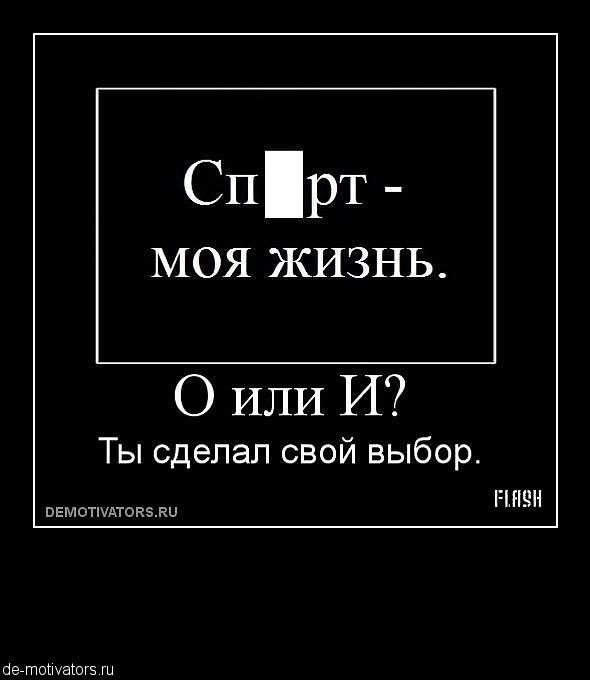 Сп█рт -
моя жизнь.
О или И?
Ты сделал свой выбор.
FLASH
DEMOTIVATORS.RU
de-motivators.ru